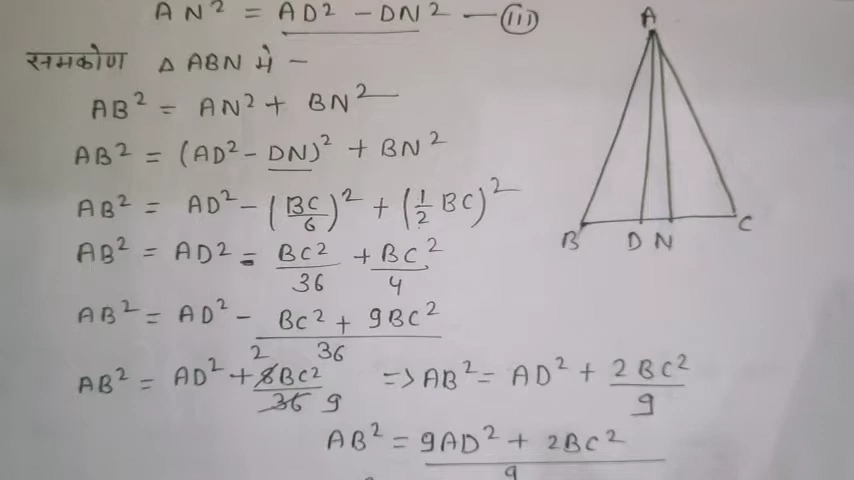 AN² = AD² - DN² — (iii)
समकोण △ ABN मे -
AB² = AN² + BN²
AB² = (AD² - DN)² + BN²
AB² = AD² - (BC/6)² + (1/2 BC)²
AB² = AD² - BC²/36 + BC²/4
AB² = AD² - BC² + 9BC²/36
AB² = AD² + 8BC²/36 2 9 => AB² = AD² + 2BC²/9
AB² = 9AD² + 2BC²/9
A
B D N C